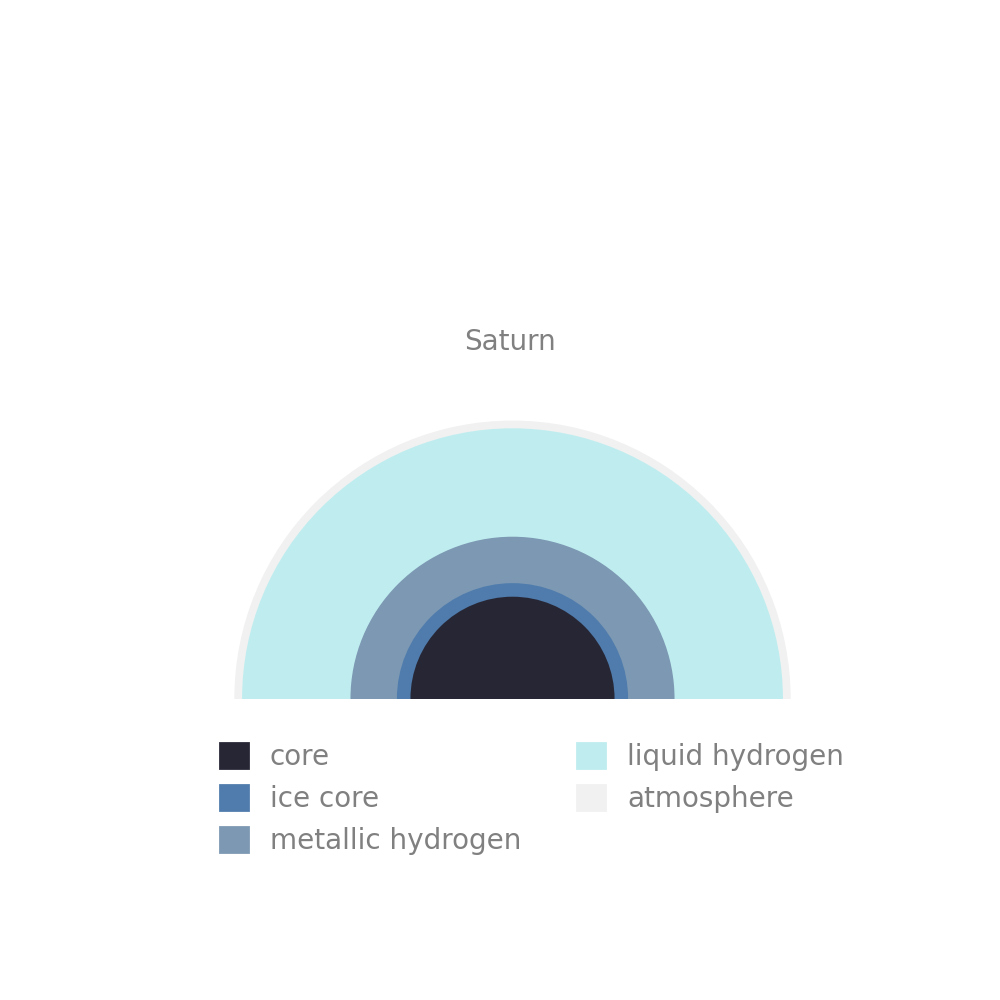 Saturn
core
ice core
metallic hydrogen
liquid hydrogen
atmosphere